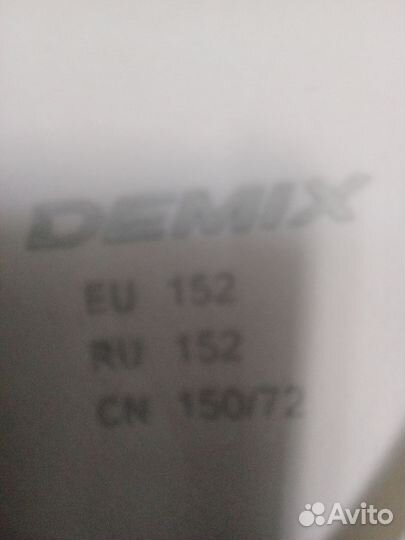 DEMIX
EU 152
RU 152
CN 150/72
Avito